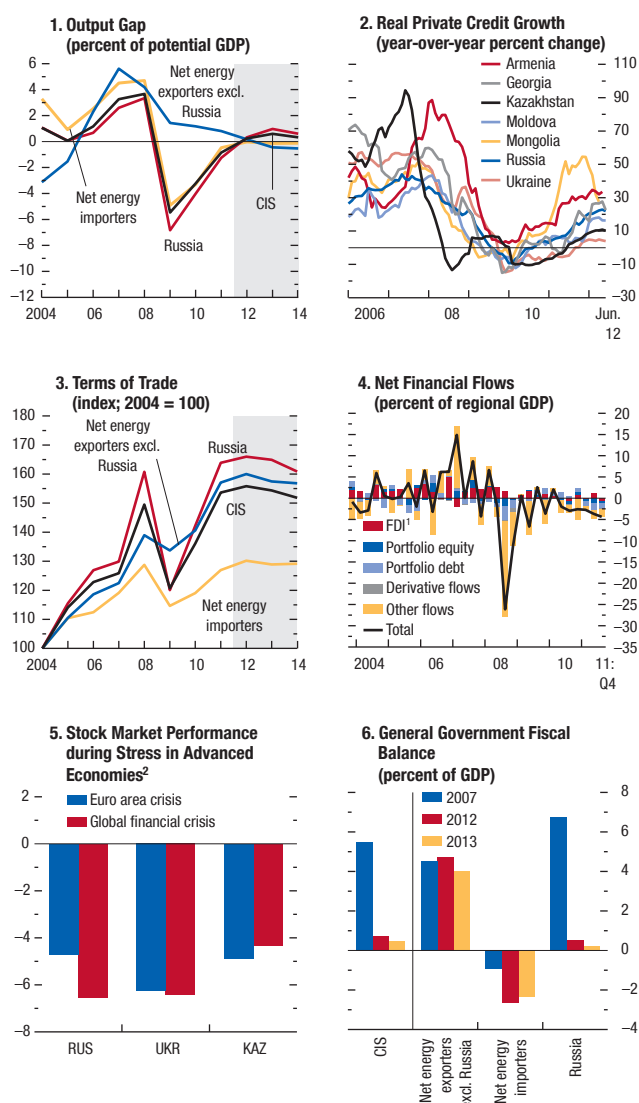 1. Output Gap
(percent of potential GDP)
6
4
2
0
−2
−4
−6
−8
−10
−12
2004
06
08
10
12
14
Net energy
exporters excl.
Russia
Net energy
importers
Russia
CIS
2. Real Private Credit Growth
(year-over-year percent change)
Armenia
Georgia
Kazakhstan
Moldova
Mongolia
Russia
Ukraine
110
90
70
50
30
10
−10
−30
2006
08
10
Jun.
12
3. Terms of Trade
(index; 2004 = 100)
180
170
160
150
140
130
120
110
100
2004
06
08
10
12
14
Net energy
exporters excl.
Russia
Russia
CIS
Net energy
importers
4. Net Financial Flows
(percent of regional GDP)
FDI¹
Portfolio equity
Portfolio debt
Derivative flows
Other flows
Total
20
15
10
5
0
−5
−10
−15
−20
−25
−30
−35
2004
06
08
10
11:
Q4
5. Stock Market Performance
during Stress in Advanced
Economies²
Euro area crisis
Global financial crisis
2
0
−2
−4
−6
−8
RUS
UKR
KAZ
6. General Government Fiscal
Balance
(percent of GDP)
2007
2012
2013
8
6
4
2
0
−2
−4
CIS
Net energy
exporters
excl. Russia
Net energy
importers
Russia